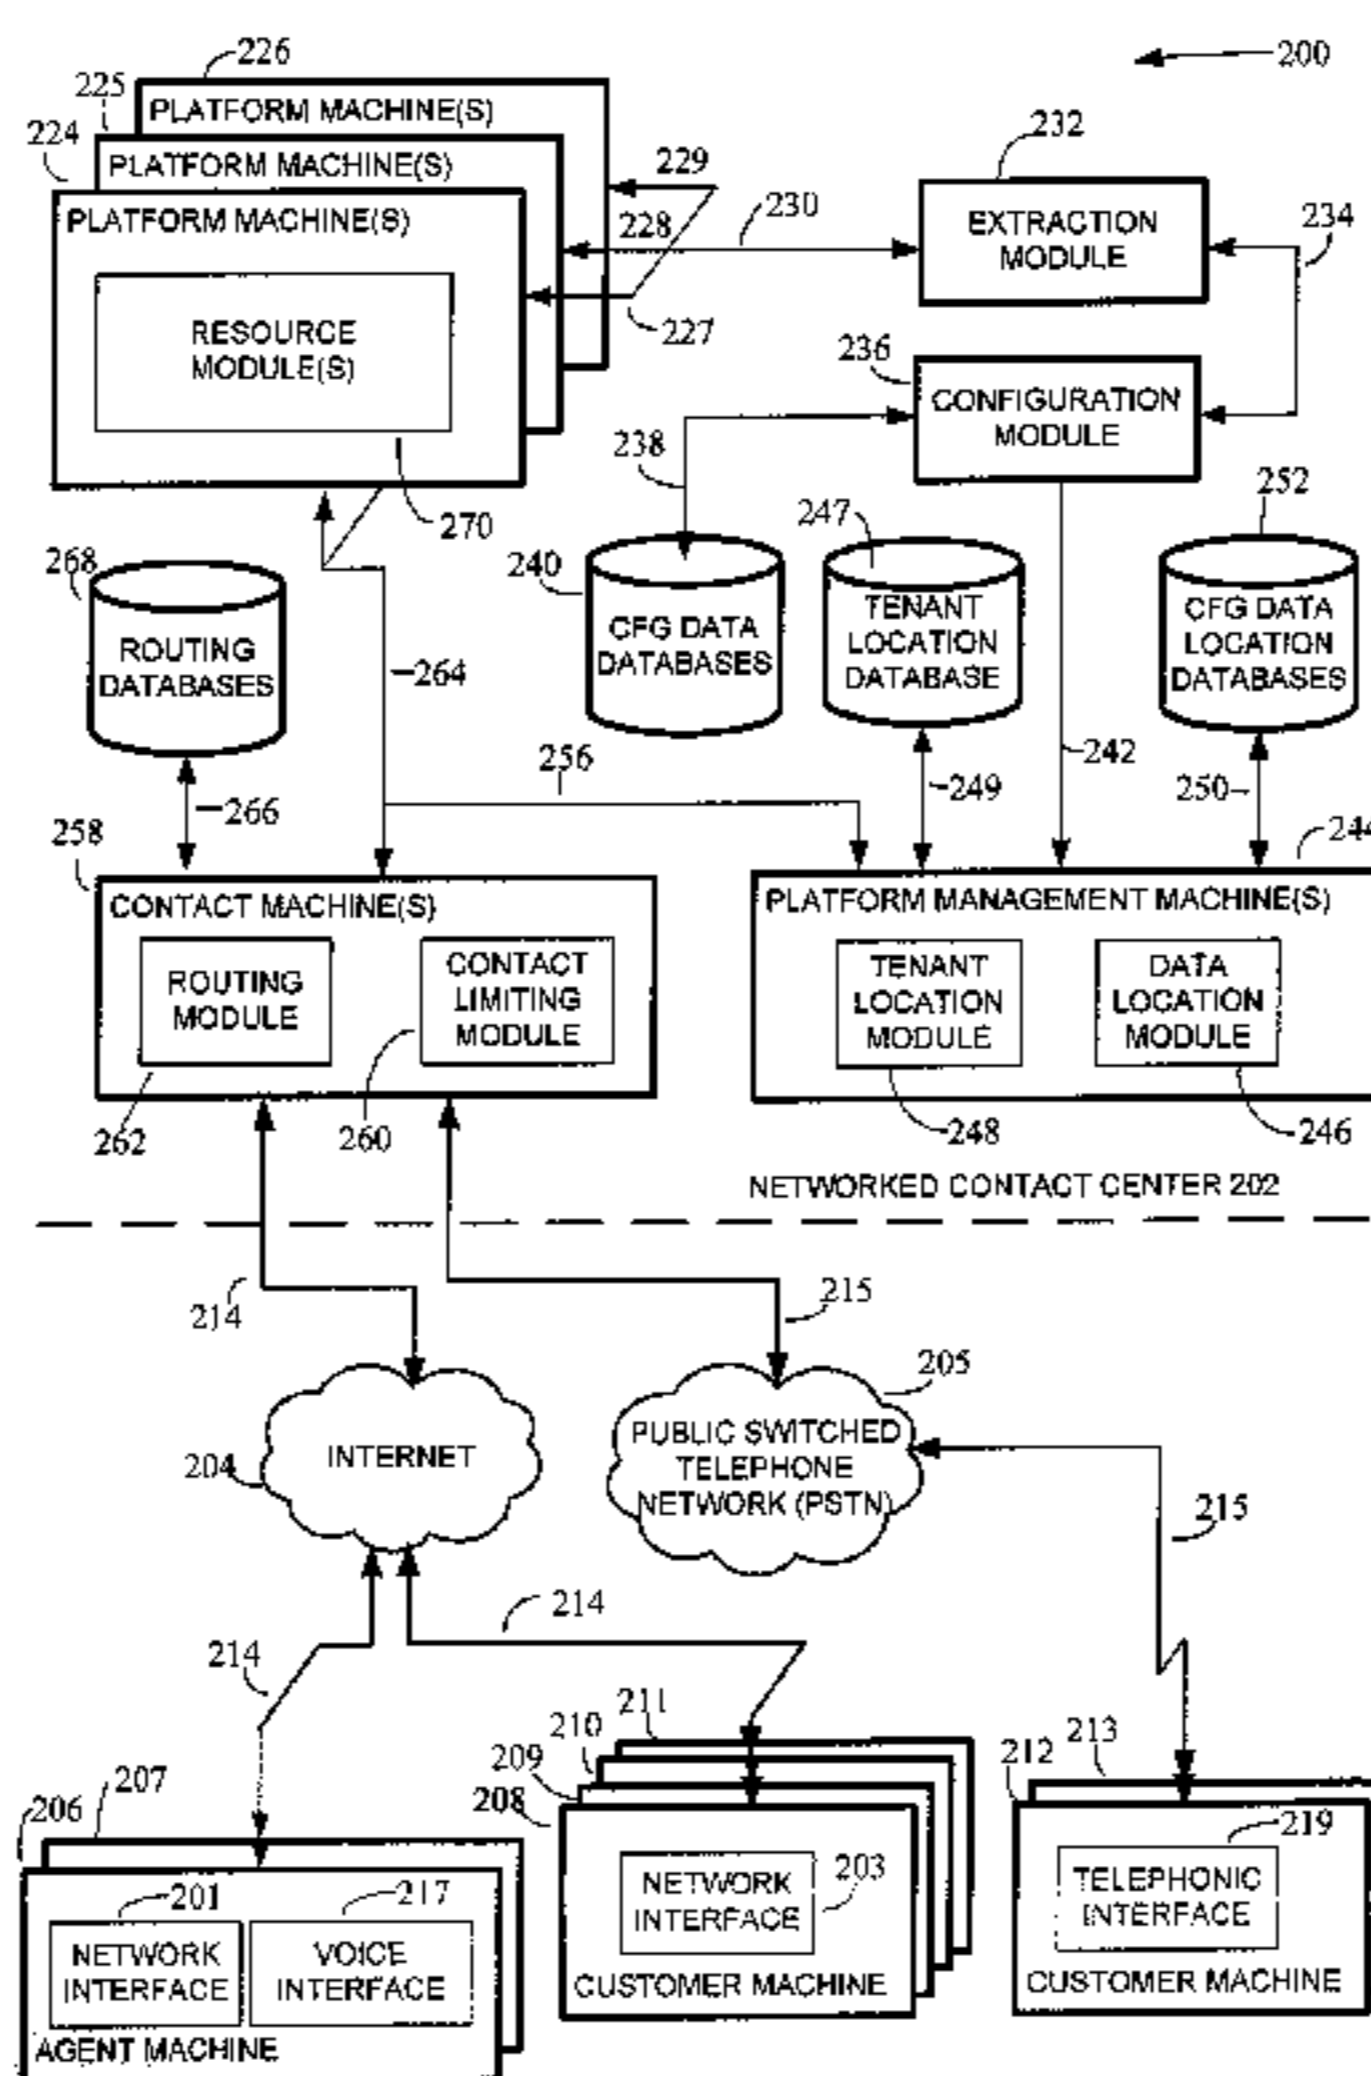 226
200
225
PLATFORM MACHINE(S)
224
PLATFORM MACHINE(S)
232
229
PLATFORM MACHINE(S)
228
230
EXTRACTION
MODULE
234
RESOURCE
MODULE(S)
227
236
CONFIGURATION
MODULE
238
270
247
252
268
240
ROUTING
DATABASES
CFG DATA
DATABASES
TENANT
LOCATION
DATABASE
CFG DATA
LOCATION
DATABASES
264
256
242
266
249
250
258
244
CONTACT MACHINE(S)
PLATFORM MANAGEMENT MACHINE(S)
ROUTING
MODULE
CONTACT
LIMITING
MODULE
TENANT
LOCATION
MODULE
DATA
LOCATION
MODULE
262
260
248
246
NETWORKED CONTACT CENTER 202
214
215
205
INTERNET
204
PUBLIC SWITCHED
TELEPHONE
NETWORK (PSTN)
215
214
214
211
210
209
208
213
212
207
206
219
203
201
217
NETWORK
INTERFACE
VOICE
INTERFACE
AGENT MACHINE
NETWORK
INTERFACE
CUSTOMER MACHINE
TELEPHONIC
INTERFACE
CUSTOMER MACHINE